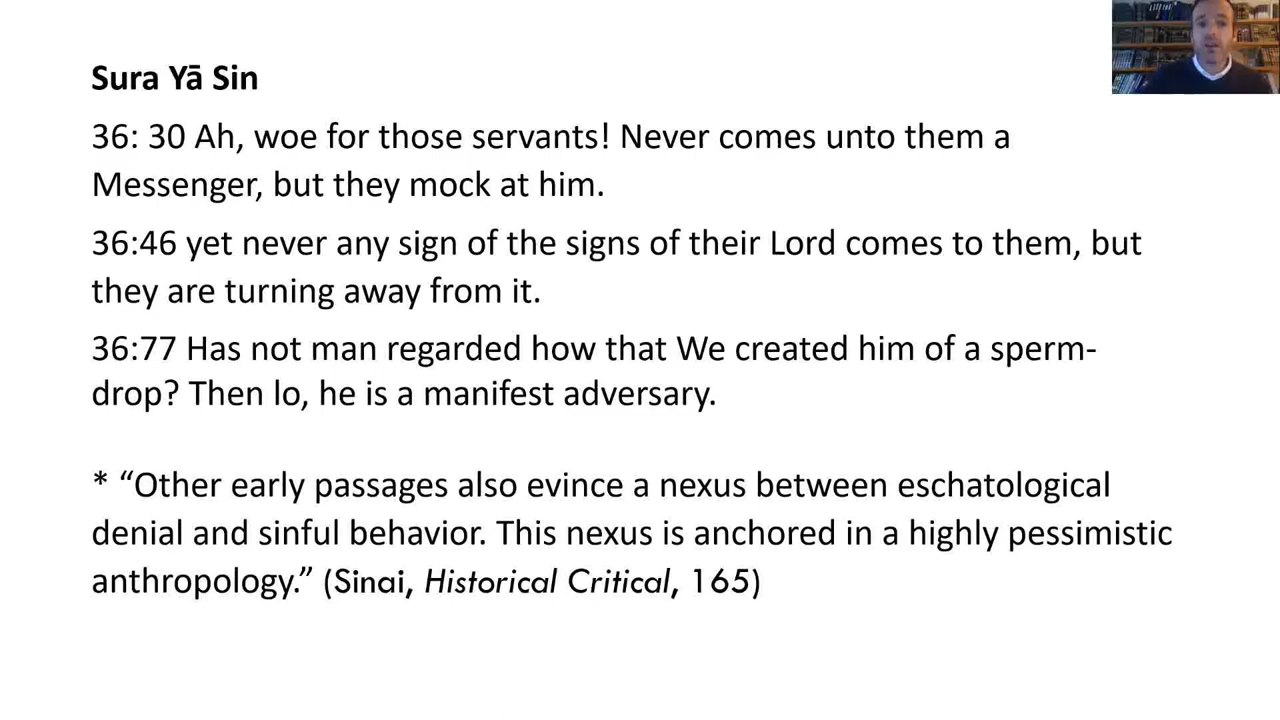 Sura Yā Sin
36: 30 Ah, woe for those servants! Never comes unto them a
Messenger, but they mock at him.
36:46 yet never any sign of the signs of their Lord comes to them, but
they are turning away from it.
36:77 Has not man regarded how that We created him of a sperm-
drop? Then lo, he is a manifest adversary.
* “Other early passages also evince a nexus between eschatological
denial and sinful behavior. This nexus is anchored in a highly pessimistic
anthropology.” (Sinai, Historical Critical, 165)